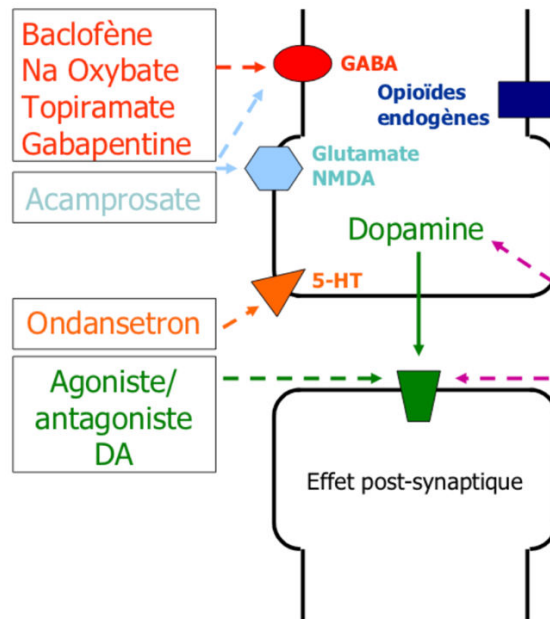 Baclofène
Na Oxybate
Topiramate
Gabapentine
GABA
Opioïdes
endogènes
Acamprosate
Glutamate
NMDA
Dopamine
5-HT
Ondansetron
Agoniste/
antagoniste
DA
Effet post-synaptique